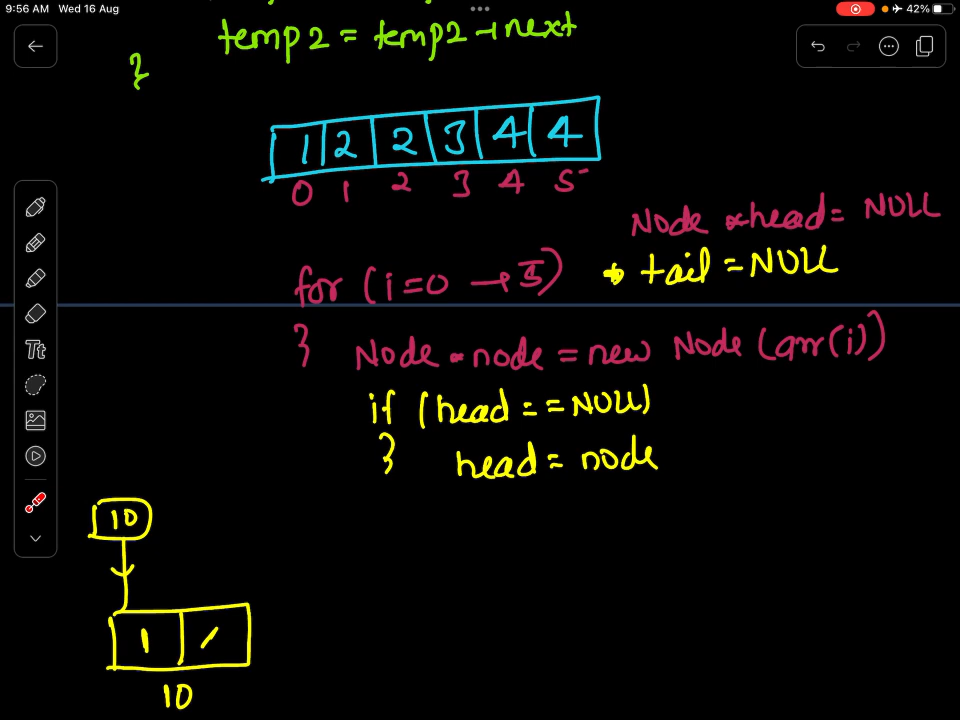 9:56 AM Wed 16 Aug
42%
temp2 = temp2→next
}
1 2 2 3 4 4
0 1 2 3 4 5
Node *head = NULL
* tail = NULL
for (i=0 → 5)
} Node * node = new Node (arr(i))
if (head == NULL)
} head = node
Tt
10
1 /
10